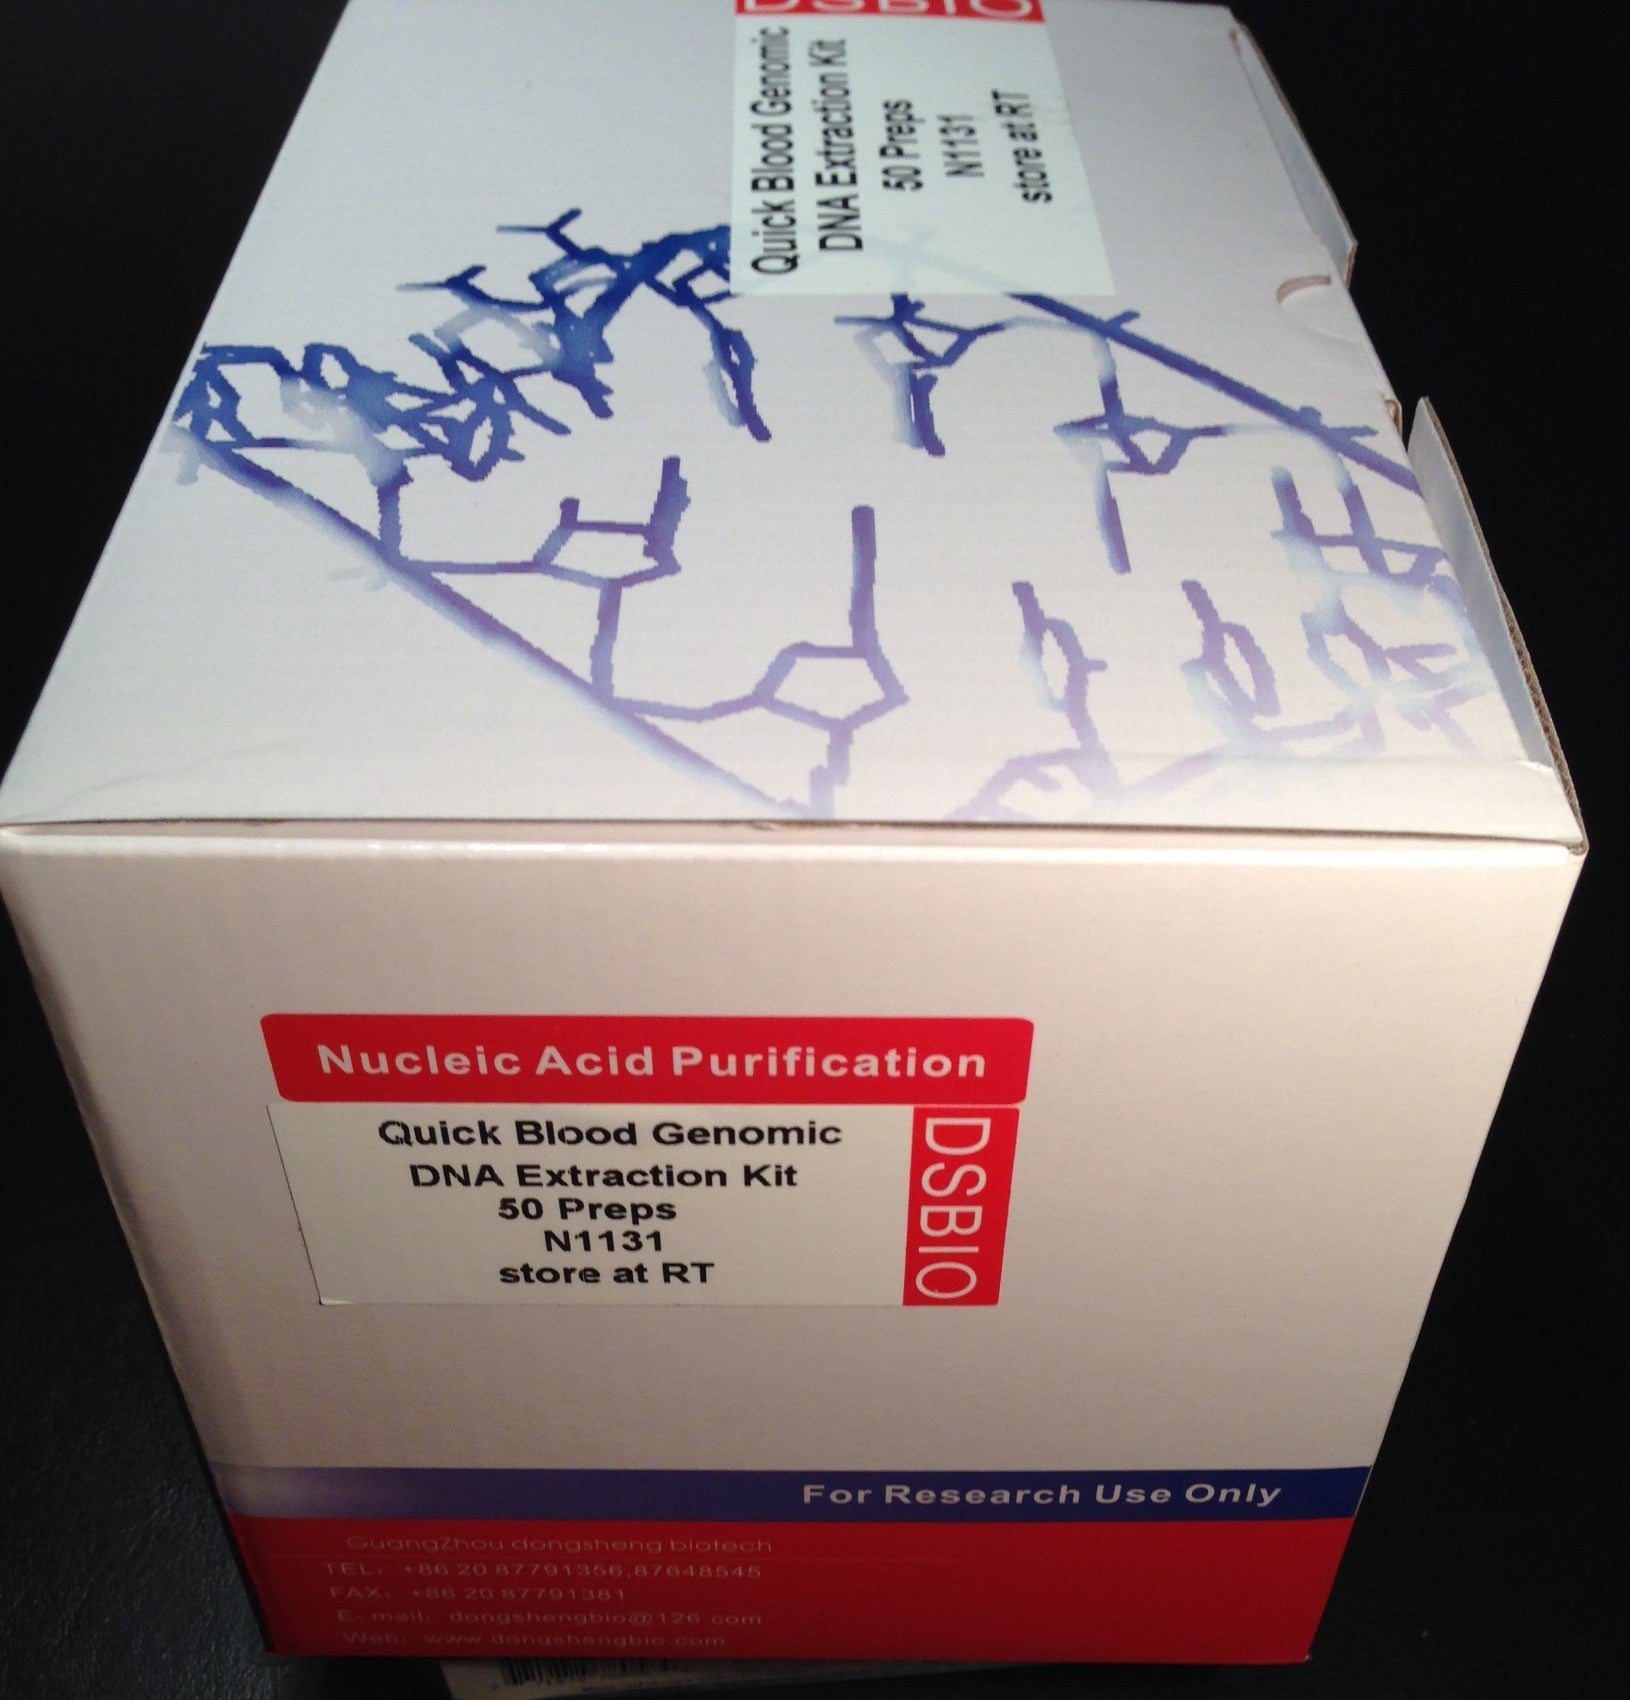 DSBIO
Quick Blood Genomic
DNA Extraction Kit
50 Preps
N1131
store at RT
Nucleic Acid Purification
Quick Blood Genomic
DNA Extraction Kit
50 Preps
N1131
store at RT
DSBIO
For Research Use Only
GuangZhou dongsheng biotech
TEL: +86 20 87791356,87648545
FAX: +86 20 87791381
E-mail: dongshengbio@126.com
Web: www.dongshengbio.com